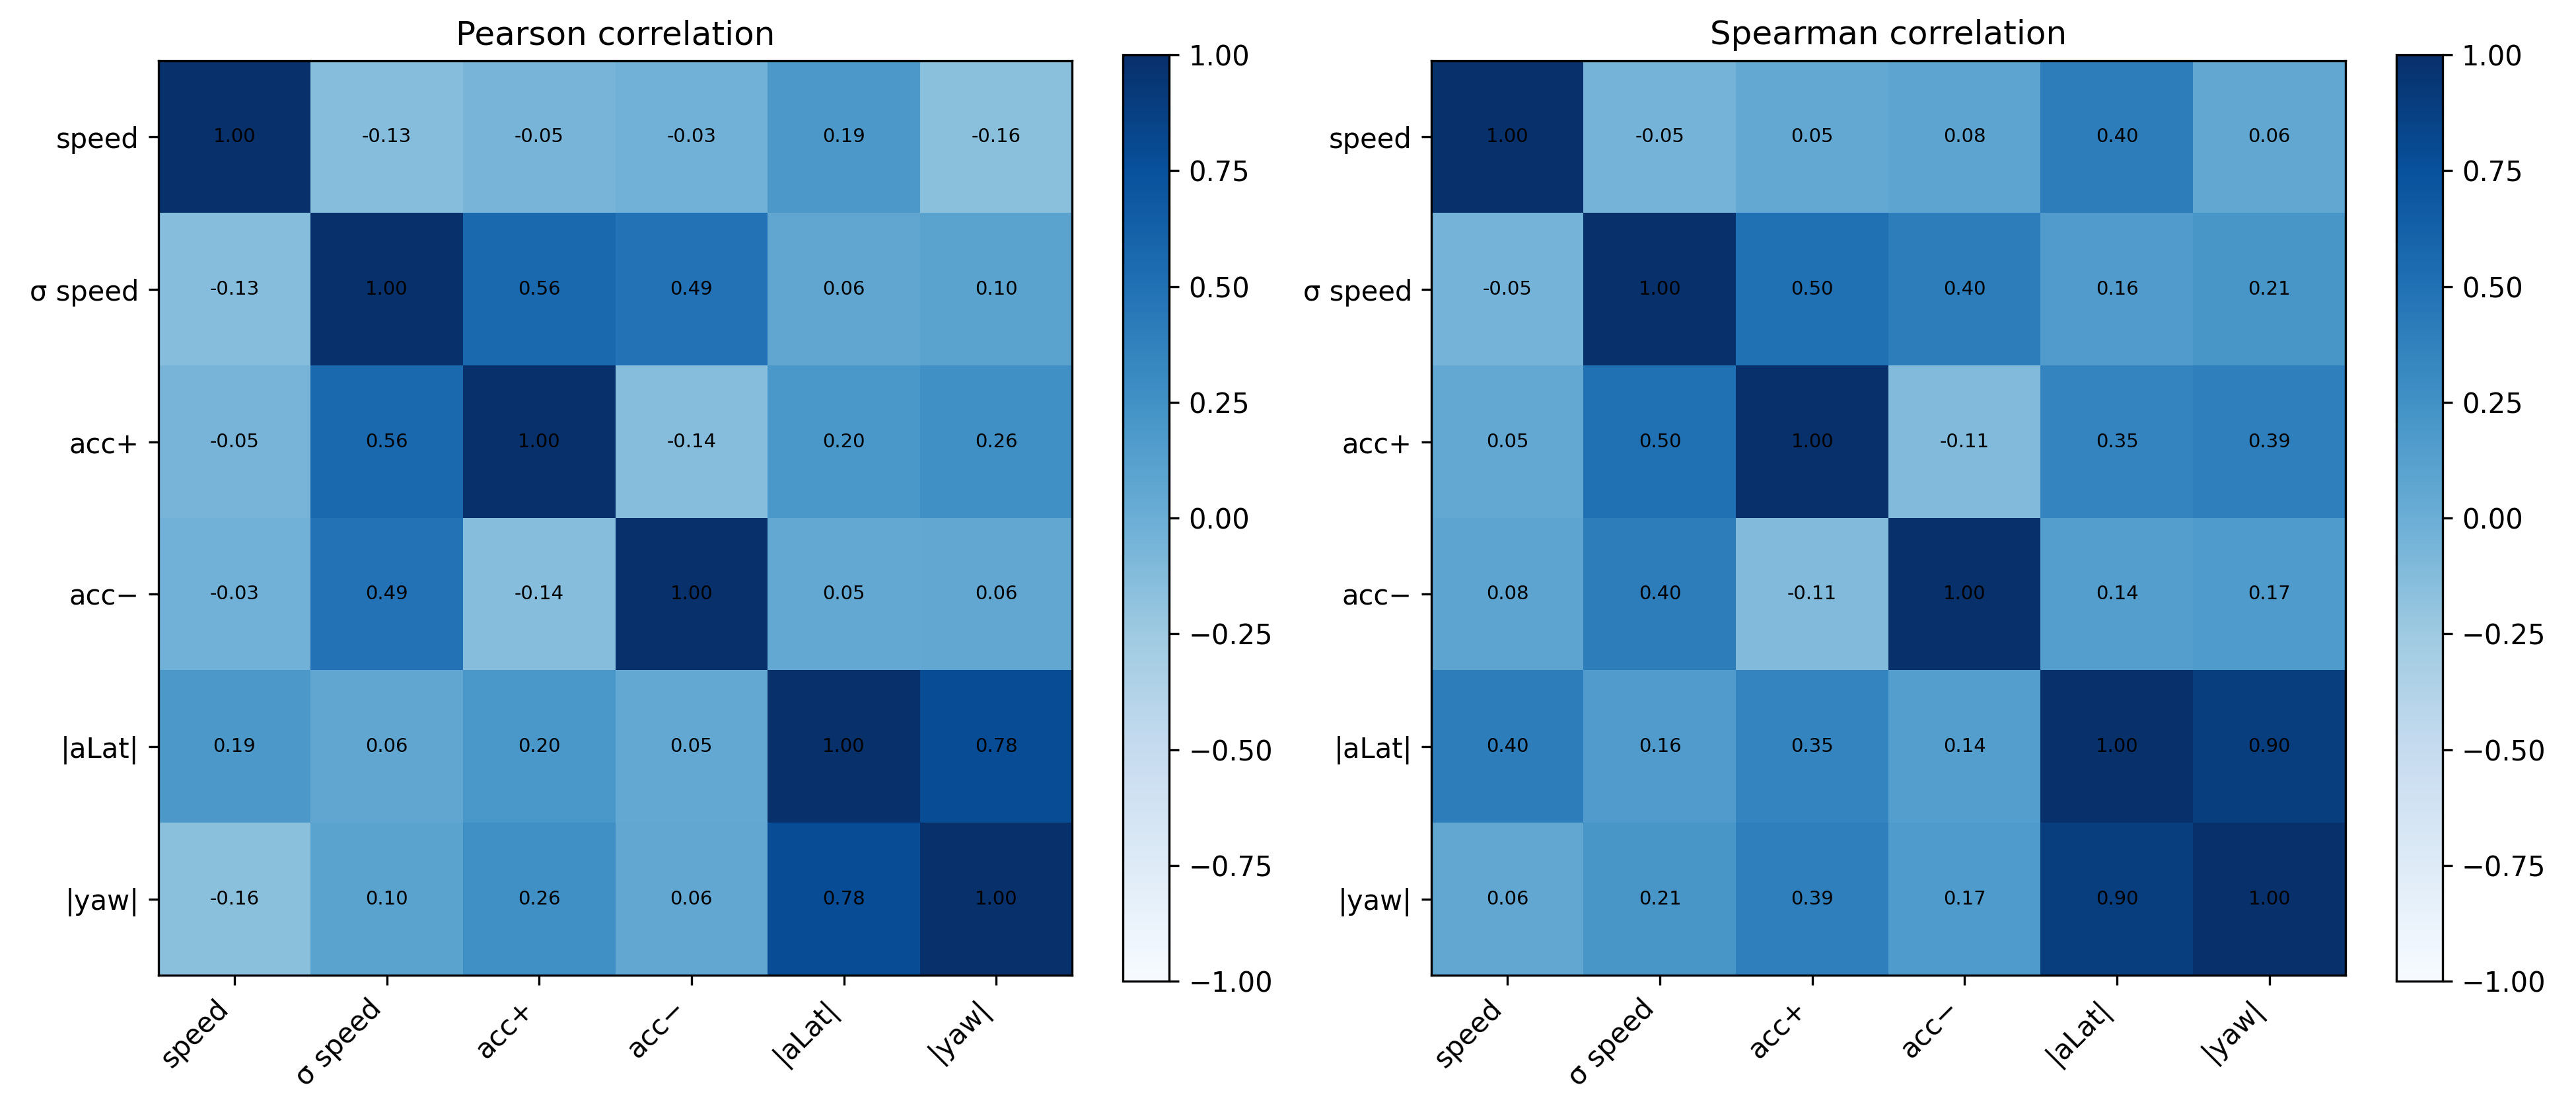 Pearson correlation
speed 1.00 -0.13 -0.05 -0.03 0.19 -0.16
σ speed -0.13 1.00 0.56 0.49 0.06 0.10
acc+ -0.05 0.56 1.00 -0.14 0.20 0.26
acc− -0.03 0.49 -0.14 1.00 0.05 0.06
|aLat| 0.19 0.06 0.20 0.05 1.00 0.78
|yaw| -0.16 0.10 0.26 0.06 0.78 1.00
speed σ speed acc+ acc− |aLat| |yaw|
1.00
0.75
0.50
0.25
0.00
−0.25
−0.50
−0.75
−1.00
Spearman correlation
speed 1.00 -0.05 0.05 0.08 0.40 0.06
σ speed -0.05 1.00 0.50 0.40 0.16 0.21
acc+ 0.05 0.50 1.00 -0.11 0.35 0.39
acc− 0.08 0.40 -0.11 1.00 0.14 0.17
|aLat| 0.40 0.16 0.35 0.14 1.00 0.90
|yaw| 0.06 0.21 0.39 0.17 0.90 1.00
speed σ speed acc+ acc− |aLat| |yaw|
1.00
0.75
0.50
0.25
0.00
−0.25
−0.50
−0.75
−1.00